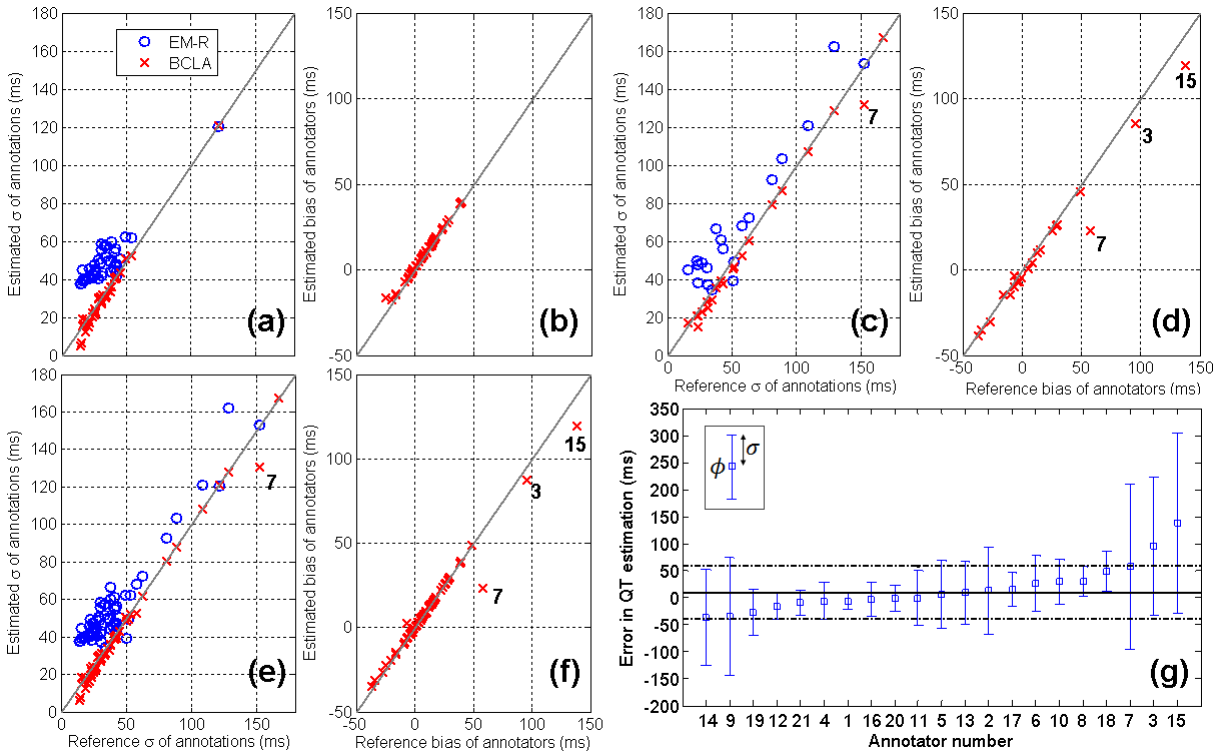 180
160
140
120
100
80
60
40
20
0
Estimated σ of annotations (ms)
EM-R
BCLA
(a)
150
100
50
0
-50
Estimated bias of annotators (ms)
(b)
180
160
140
120
100
80
60
40
20
0
Estimated σ of annotations (ms)
7
(c)
0 50 100 150
Reference σ of annotations (ms)
150
100
50
0
-50
Estimated bias of annotators (ms)
15
3
7
(d)
-50 0 50 100 150
Reference bias of annotators (ms)
180
160
140
120
100
80
60
40
20
0
Estimated σ of annotations (ms)
7
(e)
0 50 100 150
Reference σ of annotations (ms)
150
100
50
0
-50
Estimated bias of annotators (ms)
15
3
7
(f)
-50 0 50 100 150
Reference bias of annotators (ms)
350
300
250
200
150
100
50
0
-50
-100
-150
-200
Error in QT estimation (ms)
ϕ σ
(g)
14 9 19 12 21 4 1 16 20 11 5 13 2 17 6 10 8 18 7 3 15
Annotator number